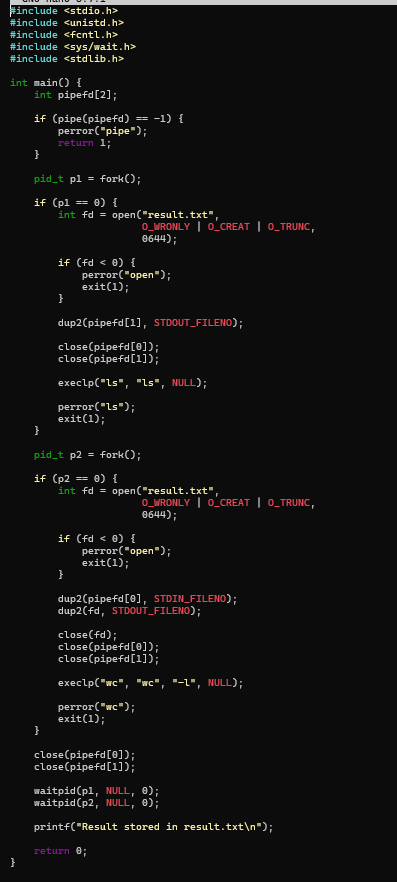 #include <stdio.h>
#include <unistd.h>
#include <fcntl.h>
#include <sys/wait.h>
#include <stdlib.h>

int main() {
    int pipefd[2];

    if (pipe(pipefd) == -1) {
        perror("pipe");
        return 1;
    }

    pid_t p1 = fork();

    if (p1 == 0) {
        int fd = open("result.txt",
                      O_WRONLY | O_CREAT | O_TRUNC,
                      0644);

        if (fd < 0) {
            perror("open");
            exit(1);
        }

        dup2(pipefd[1], STDOUT_FILENO);

        close(pipefd[0]);
        close(pipefd[1]);

        execlp("ls", "ls", NULL);

        perror("ls");
        exit(1);
    }

    pid_t p2 = fork();

    if (p2 == 0) {
        int fd = open("result.txt",
                      O_WRONLY | O_CREAT | O_TRUNC,
                      0644);

        if (fd < 0) {
            perror("open");
            exit(1);
        }

        dup2(pipefd[0], STDIN_FILENO);
        dup2(fd, STDOUT_FILENO);

        close(fd);
        close(pipefd[0]);
        close(pipefd[1]);

        execlp("wc", "wc", "-l", NULL);

        perror("wc");
        exit(1);
    }

    close(pipefd[0]);
    close(pipefd[1]);

    waitpid(p1, NULL, 0);
    waitpid(p2, NULL, 0);

    printf("Result stored in result.txt\n");

    return 0;
}